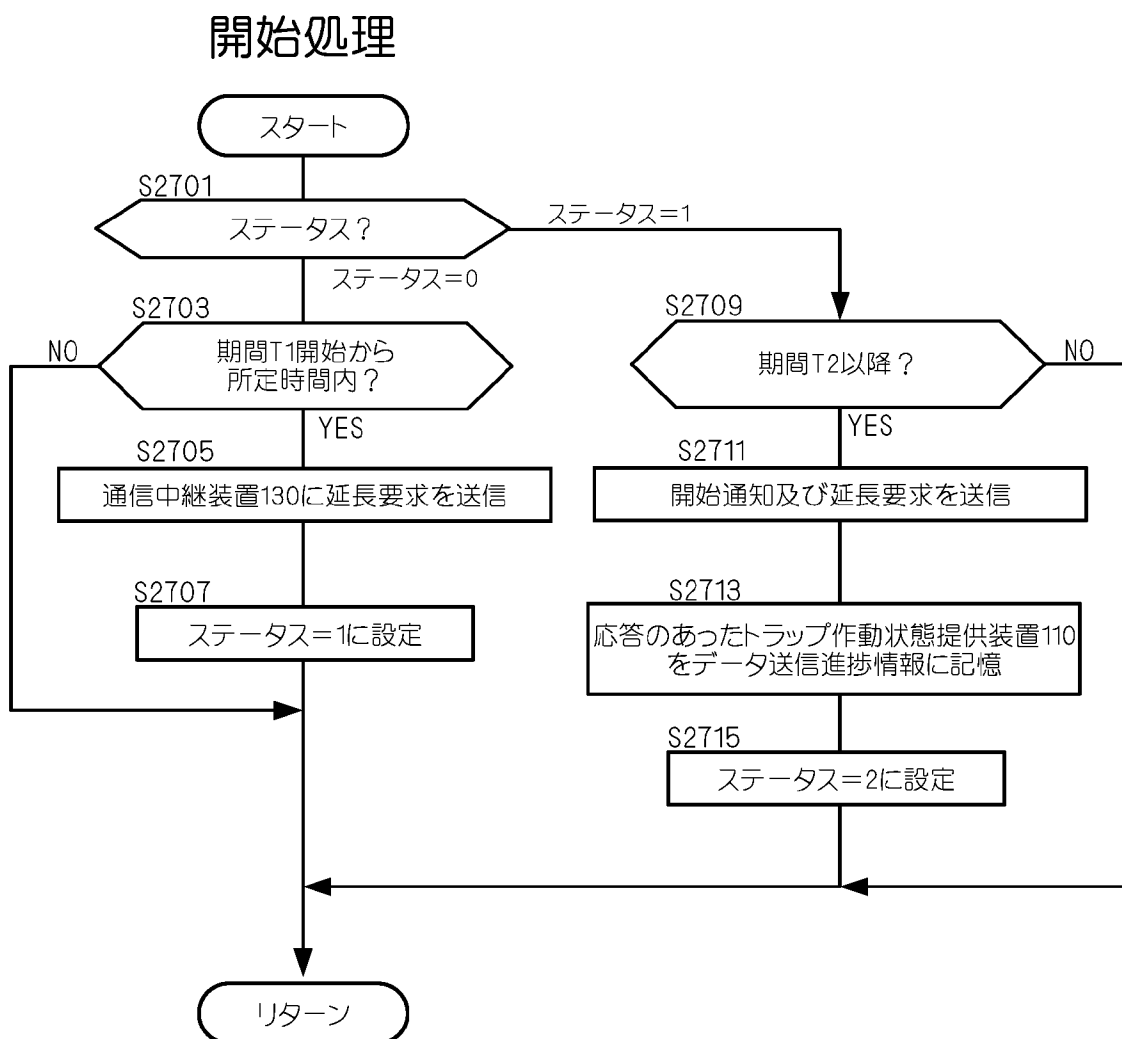 開始処理
スタート
S2701
ステータス？
ステータス＝1
ステータス＝0
S2703
期間T1開始から
所定時間内？
NO
YES
S2705
通信中継装置130に延長要求を送信
S2707
ステータス＝1に設定
S2709
期間T2以降？
NO
YES
S2711
開始通知及び延長要求を送信
S2713
応答のあったトラップ作動状態提供装置110
をデータ送信進捗情報に記憶
S2715
ステータス＝2に設定
リターン